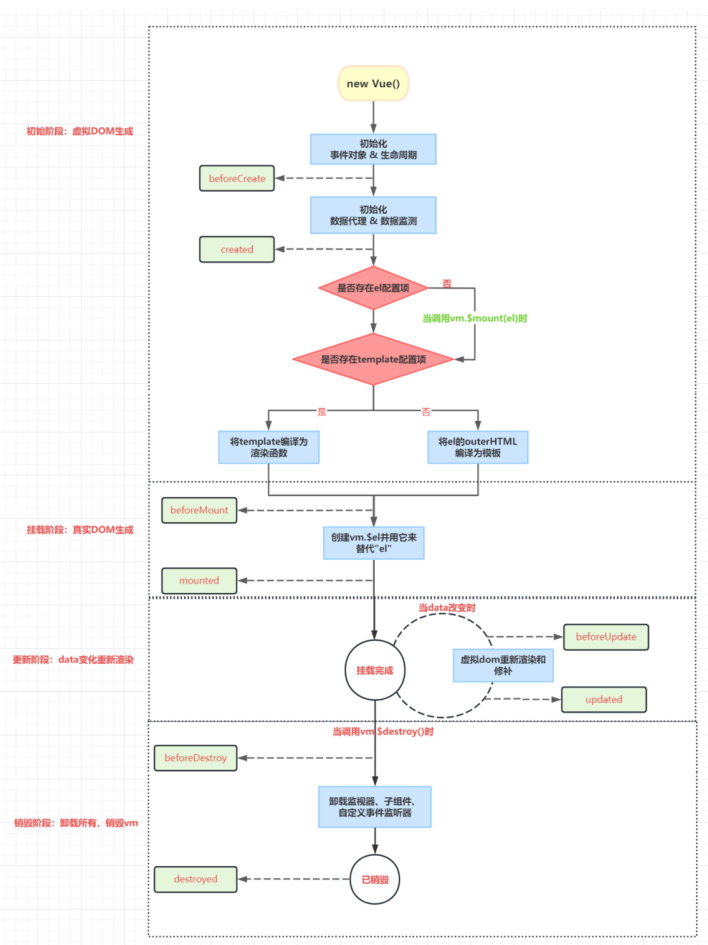 new Vue()
初始阶段：虚拟DOM生成
初始化
事件对象 & 生命周期
beforeCreate
初始化
数据代理 & 数据监测
created
否
是否存在el配置项
当调用vm.$mount(el)时
是否存在template配置项
是
否
将template编译为
渲染函数
将el的outerHTML
编译为模板
beforeMount
挂载阶段：真实DOM生成
创建vm.$el并用它来
替代"el"
mounted
当data改变时
beforeUpdate
更新阶段：data变化重新渲染
挂载完成
虚拟dom重新渲染和
修补
updated
当调用vm.$destroy()时
beforeDestroy
卸载监视器、子组件、
自定义事件监听器
销毁阶段：卸载所有，销毁vm
destroyed
已销毁